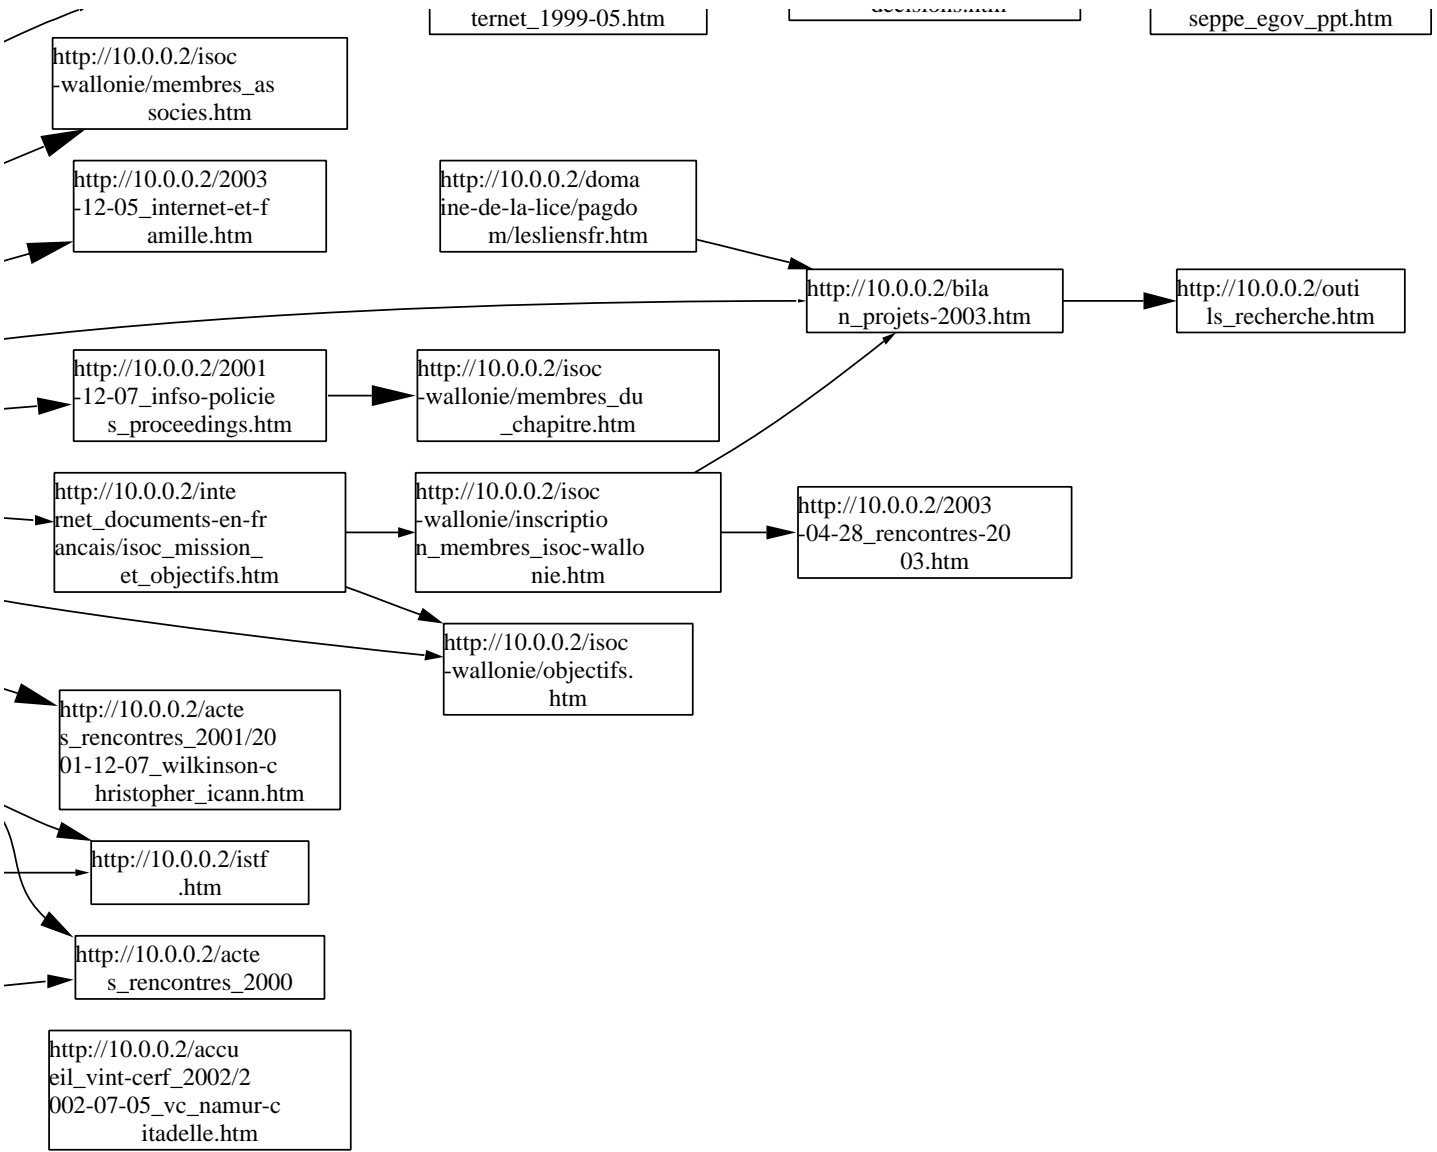 ternet_1999-05.htm
decisions.htm
seppe_egov_ppt.htm
http://10.0.0.2/isoc
-wallonie/membres_as
socies.htm
http://10.0.0.2/2003
-12-05_internet-et-f
amille.htm
http://10.0.0.2/doma
ine-de-la-lice/pagdo
m/lesliensfr.htm
http://10.0.0.2/bila
n_projets-2003.htm
http://10.0.0.2/outi
ls_recherche.htm
http://10.0.0.2/2001
-12-07_infso-policie
s_proceedings.htm
http://10.0.0.2/isoc
-wallonie/membres_du
_chapitre.htm
http://10.0.0.2/inte
rnet_documents-en-fr
ancais/isoc_mission_
et_objectifs.htm
http://10.0.0.2/isoc
-wallonie/inscriptio
n_membres_isoc-wallo
nie.htm
http://10.0.0.2/2003
-04-28_rencontres-20
03.htm
http://10.0.0.2/isoc
-wallonie/objectifs.
htm
http://10.0.0.2/acte
s_rencontres_2001/20
01-12-07_wilkinson-c
hristopher_icann.htm
http://10.0.0.2/istf
.htm
http://10.0.0.2/acte
s_rencontres_2000
http://10.0.0.2/accu
eil_vint-cerf_2002/2
002-07-05_vc_namur-c
itadelle.htm